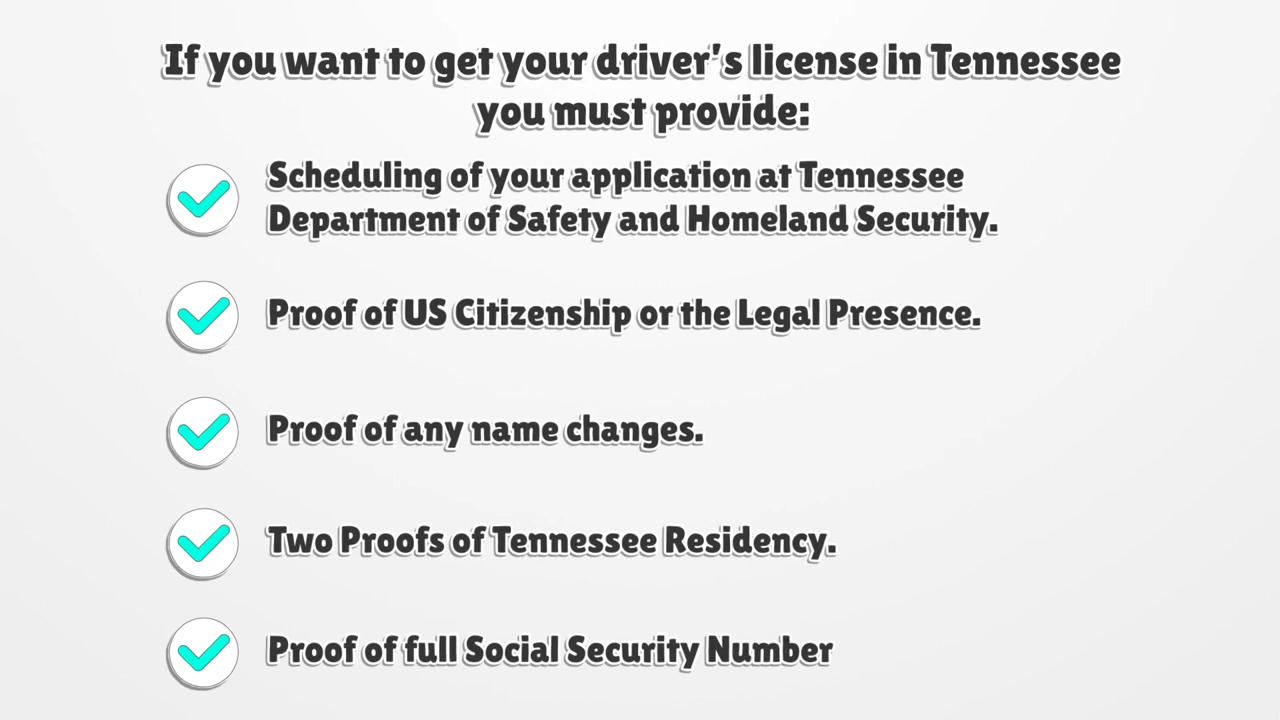 If you want to get your driver's license in Tennessee
you must provide:
Scheduling of your application at Tennessee
Department of Safety and Homeland Security.
Proof of US Citizenship or the Legal Presence.
Proof of any name changes.
Two Proofs of Tennessee Residency.
Proof of full Social Security Number